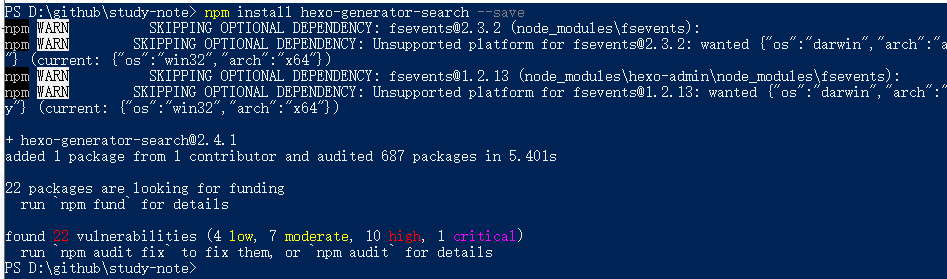 PS D:\github\study-note> npm install hexo-generator-search --save
npm WARN SKIPPING OPTIONAL DEPENDENCY: fsevents@2.3.2 (node_modules\fsevents):
npm WARN SKIPPING OPTIONAL DEPENDENCY: Unsupported platform for fsevents@2.3.2: wanted {"os":"darwin","arch":"a
"} (current: {"os":"win32","arch":"x64"})
npm WARN SKIPPING OPTIONAL DEPENDENCY: fsevents@1.2.13 (node_modules\hexo-admin\node_modules\fsevents):
npm WARN SKIPPING OPTIONAL DEPENDENCY: Unsupported platform for fsevents@1.2.13: wanted {"os":"darwin","arch":"
y"} (current: {"os":"win32","arch":"x64"})
+ hexo-generator-search@2.4.1
added 1 package from 1 contributor and audited 687 packages in 5.401s
22 packages are looking for funding
run `npm fund` for details
found 22 vulnerabilities (4 low, 7 moderate, 10 high, 1 critical)
run `npm audit fix` to fix them, or `npm audit` for details
PS D:\github\study-note>